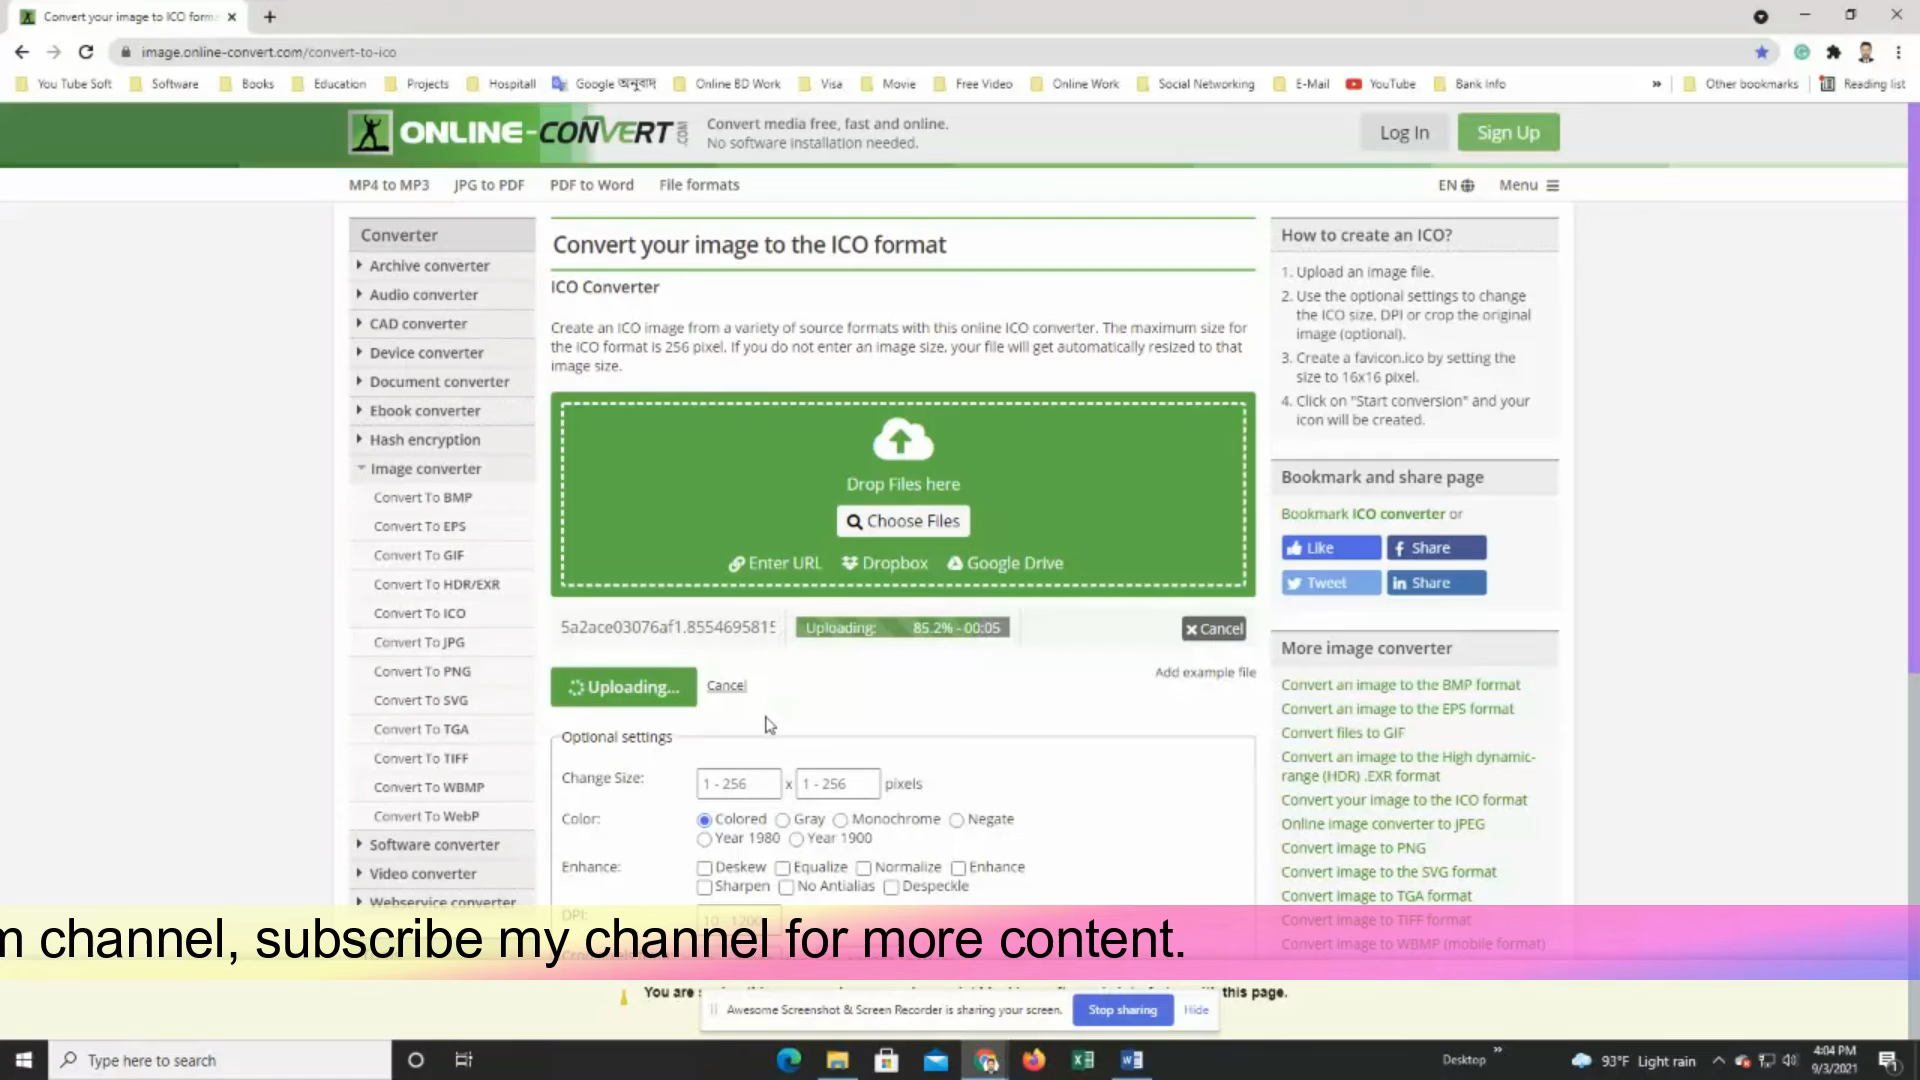 Convert your image to ICO forma
image.online-convert.com/convert-to-ico
You Tube Soft Software Books Education Projects Hospitall Google অনুবাদ Online BD Work Visa Movie Free Video Online Work Social Networking E-Mail YouTube Bank Info » Other bookmarks Reading list
ONLINE-CONVERT.COM
Convert media free, fast and online.
No software installation needed.
Log In Sign Up
MP4 to MP3 JPG to PDF PDF to Word File formats EN Menu
Converter
Archive converter
Audio converter
CAD converter
Device converter
Document converter
Ebook converter
Hash encryption
Image converter
Convert To BMP
Convert To EPS
Convert To GIF
Convert To HDR/EXR
Convert To ICO
Convert To JPG
Convert To PNG
Convert To SVG
Convert To TGA
Convert To TIFF
Convert To WBMP
Convert To WebP
Software converter
Video converter
Webservice converter
Convert your image to the ICO format
ICO Converter
Create an ICO image from a variety of source formats with this online ICO converter. The maximum size for
the ICO format is 256 pixel. If you do not enter an image size, your file will get automatically resized to that
image size.
Drop Files here
Choose Files
Enter URL Dropbox Google Drive
5a2ace03076af1.8554695815 Uploading: 85.2% - 00:05 Cancel
Add example file
Uploading... Cancel
Optional settings
Change Size: 1 - 256 x 1 - 256 pixels
Color: Colored Gray Monochrome Negate
Year 1980 Year 1900
Enhance: Deskew Equalize Normalize Enhance
Sharpen No Antialias Despeckle
DPI: 10 - 1200
How to create an ICO?
1. Upload an image file.
2. Use the optional settings to change
the ICO size, DPI or crop the original
image (optional).
3. Create a favicon.ico by setting the
size to 16x16 pixel.
4. Click on "Start conversion" and your
icon will be created.
Bookmark and share page
Bookmark ICO converter or
Like Share
Tweet Share
More image converter
Convert an image to the BMP format
Convert an image to the EPS format
Convert files to GIF
Convert an image to the High dynamic-
range (HDR) .EXR format
Convert your image to the ICO format
Online image converter to JPEG
Convert image to PNG
Convert image to the SVG format
Convert image to TGA format
Convert image to TIFF format
Convert image to WBMP (mobile format)
m channel, subscribe my channel for more content.
You are this page.
Awesome Screenshot & Screen Recorder is sharing your screen. Stop sharing Hide
Type here to search
Desktop » 93°F Light rain
4:04 PM
9/3/2021
1